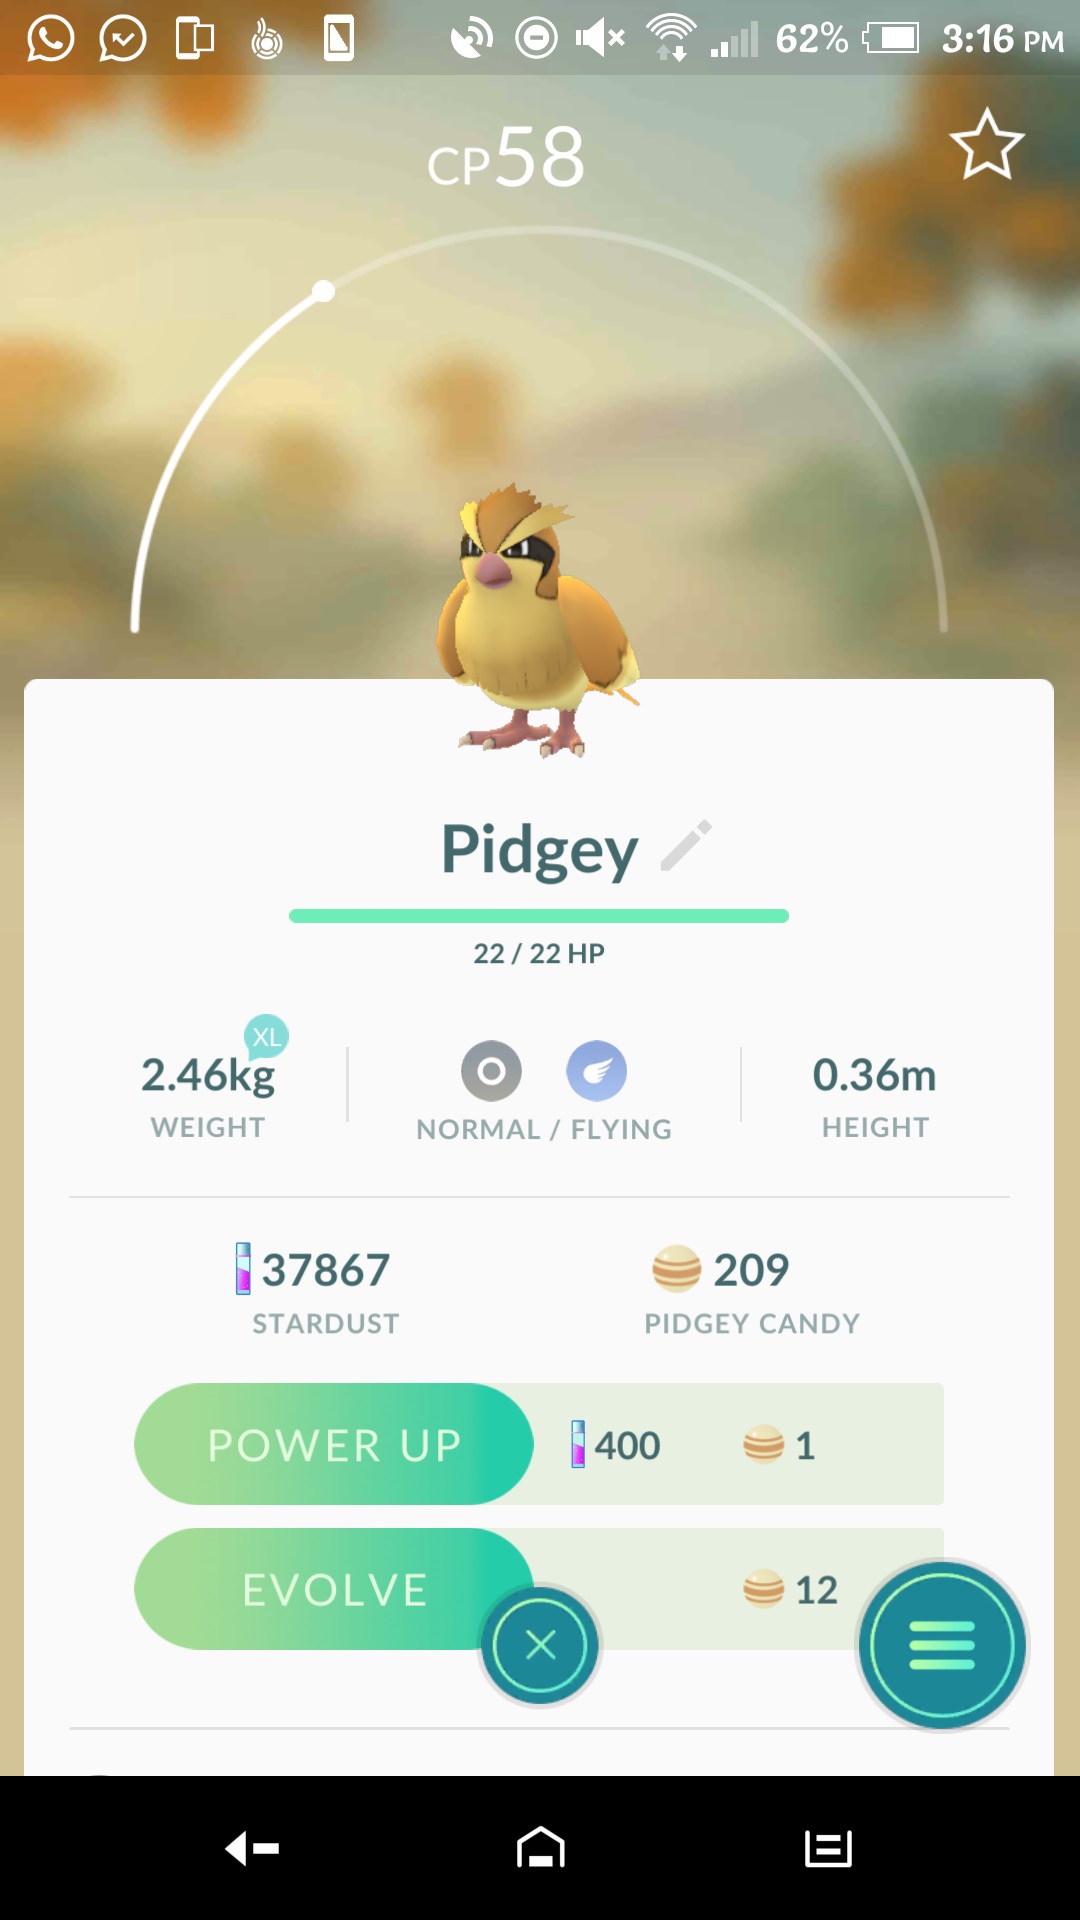 62% 3:16 PM
CP58
Pidgey
22 / 22 HP
XL
2.46kg
WEIGHT
NORMAL / FLYING
0.36m
HEIGHT
37867
STARDUST
209
PIDGEY CANDY
POWER UP 400 1
EVOLVE 12